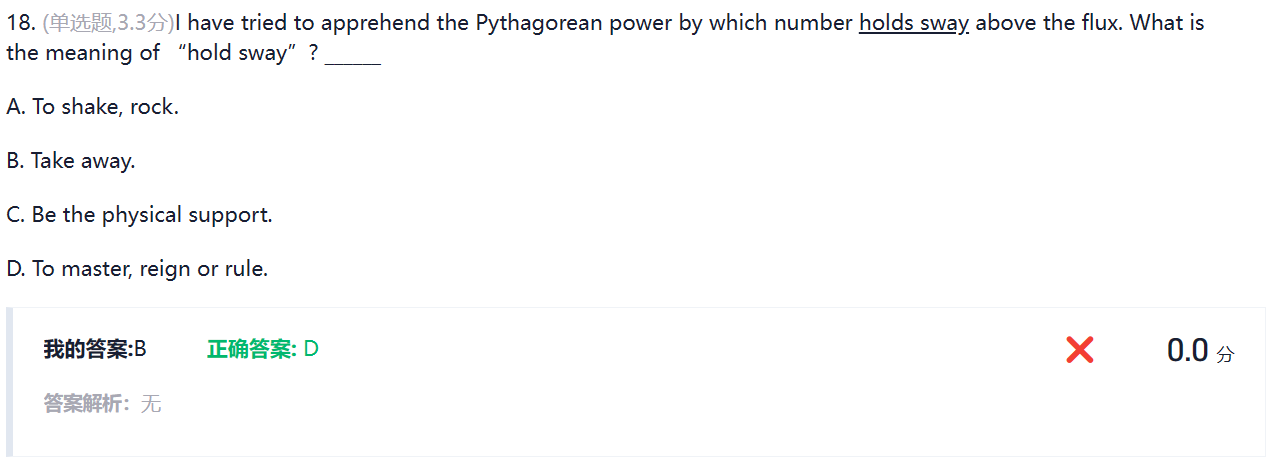 18. (单选题,3.3分)I have tried to apprehend the Pythagorean power by which number holds sway above the flux. What is
the meaning of “hold sway”? _____
A. To shake, rock.
B. Take away.
C. Be the physical support.
D. To master, reign or rule.
我的答案:B 正确答案: D 0.0 分
答案解析：无